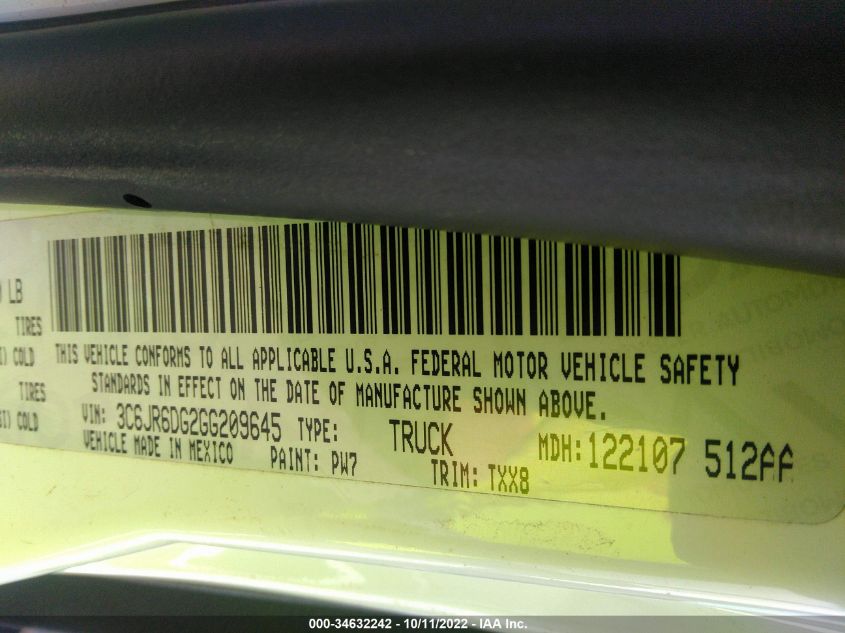 LB
TIRES
COLD
TIRES
COLD
THIS VEHICLE CONFORMS TO ALL APPLICABLE U.S.A. FEDERAL MOTOR VEHICLE SAFETY
STANDARDS IN EFFECT ON THE DATE OF MANUFACTURE SHOWN ABOVE.
VIN: 3C6JR6DG2GG209645 TYPE: TRUCK MDH: 122107 512AA
VEHICLE MADE IN MEXICO PAINT: PW7 TRIM: TXX8
000-34632242 - 10/11/2022 - IAA Inc.